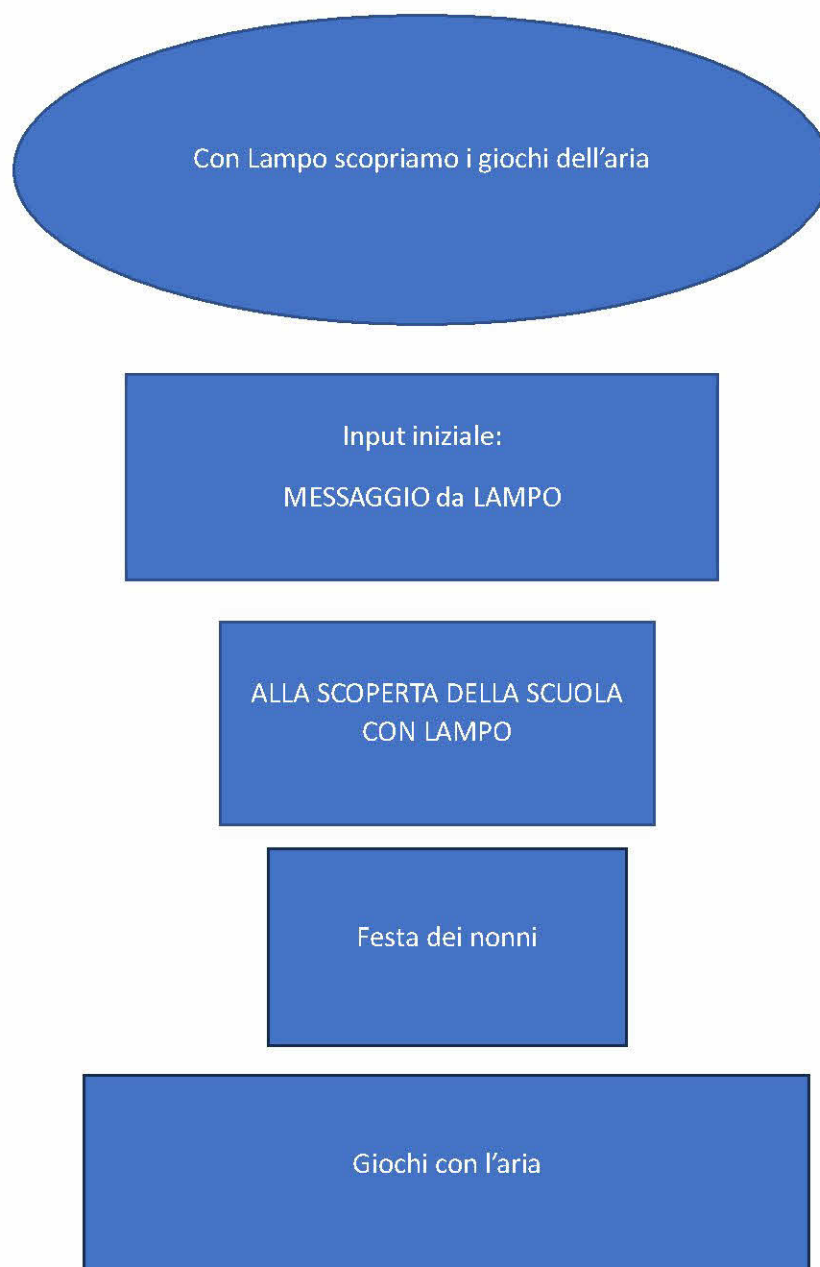 Con Lampo scopriamo i giochi dell'aria
Input iniziale:
MESSAGGIO da LAMPO
ALLA SCOPERTA DELLA SCUOLA
CON LAMPO
Festa dei nonni
Giochi con l'aria